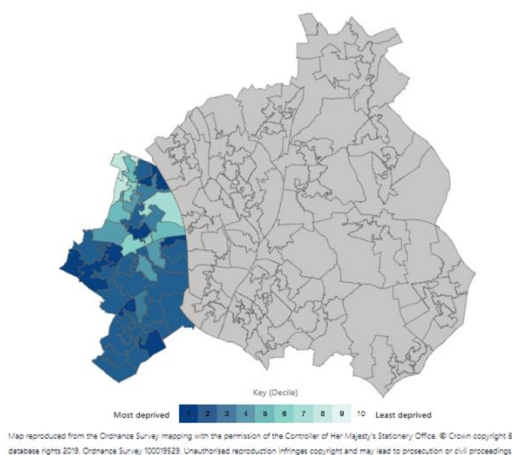 Key (Decile)
Most deprived 1 2 3 4 5 6 7 8 9 10 Least deprived
Map reproduced from the Ordnance Survey mapping with the permission of the Controller of Her Majesty's Stationery Office. © Crown copyright &
database rights 2019. Ordnance Survey 100019529. Unauthorised reproduction infringes copyright and may lead to prosecution or civil proceedings.